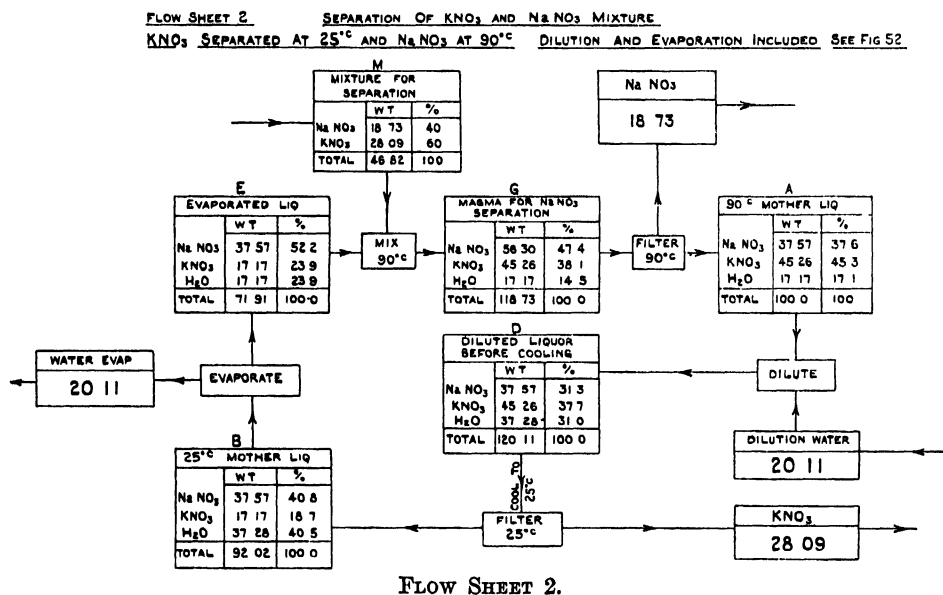 FLOW SHEET 2 SEPARATION OF KNO₃ AND NaNO₃ MIXTURE
KNO₃ SEPARATED AT 25°C AND NaNO₃ AT 90°C DILUTION AND EVAPORATION INCLUDED SEE FIG 52
M
MIXTURE FOR
SEPARATION
WT %
NaNO₃ 18 73 40
KNO₃ 28 09 60
TOTAL 46 82 100
Na NO₃
18 73
E
EVAPORATED LIQ
WT %
NaNO₃ 37 57 52 2
KNO₃ 17 17 23 9
H₂O 17 17 23 9
TOTAL 71 91 100·0
MIX
90°C
G
MAGMA FOR NaNO₃
SEPARATION
WT %
NaNO₃ 56 30 47 4
KNO₃ 45 26 38 1
H₂O 17 17 14 5
TOTAL 118 73 100 0
FILTER
90°C
A
90°C MOTHER LIQ
WT %
NaNO₃ 37 57 37 6
KNO₃ 45 26 45 3
H₂O 17 17 17 1
TOTAL 100 0 100
WATER EVAP
20 11
EVAPORATE
D
DILUTED LIQUOR
BEFORE COOLING
WT %
NaNO₃ 37 57 31 3
KNO₃ 45 26 37 7
H₂O 37 28 31 0
TOTAL 120 11 100 0
DILUTE
DILUTION WATER
20 11
B
25°C MOTHER LIQ
WT %
NaNO₃ 37 57 40 8
KNO₃ 17 17 18 7
H₂O 37 28 40 5
TOTAL 92 02 100 0
COOL TO
25°C
FILTER
25°C
KNO₃
28 09
FLOW SHEET 2.